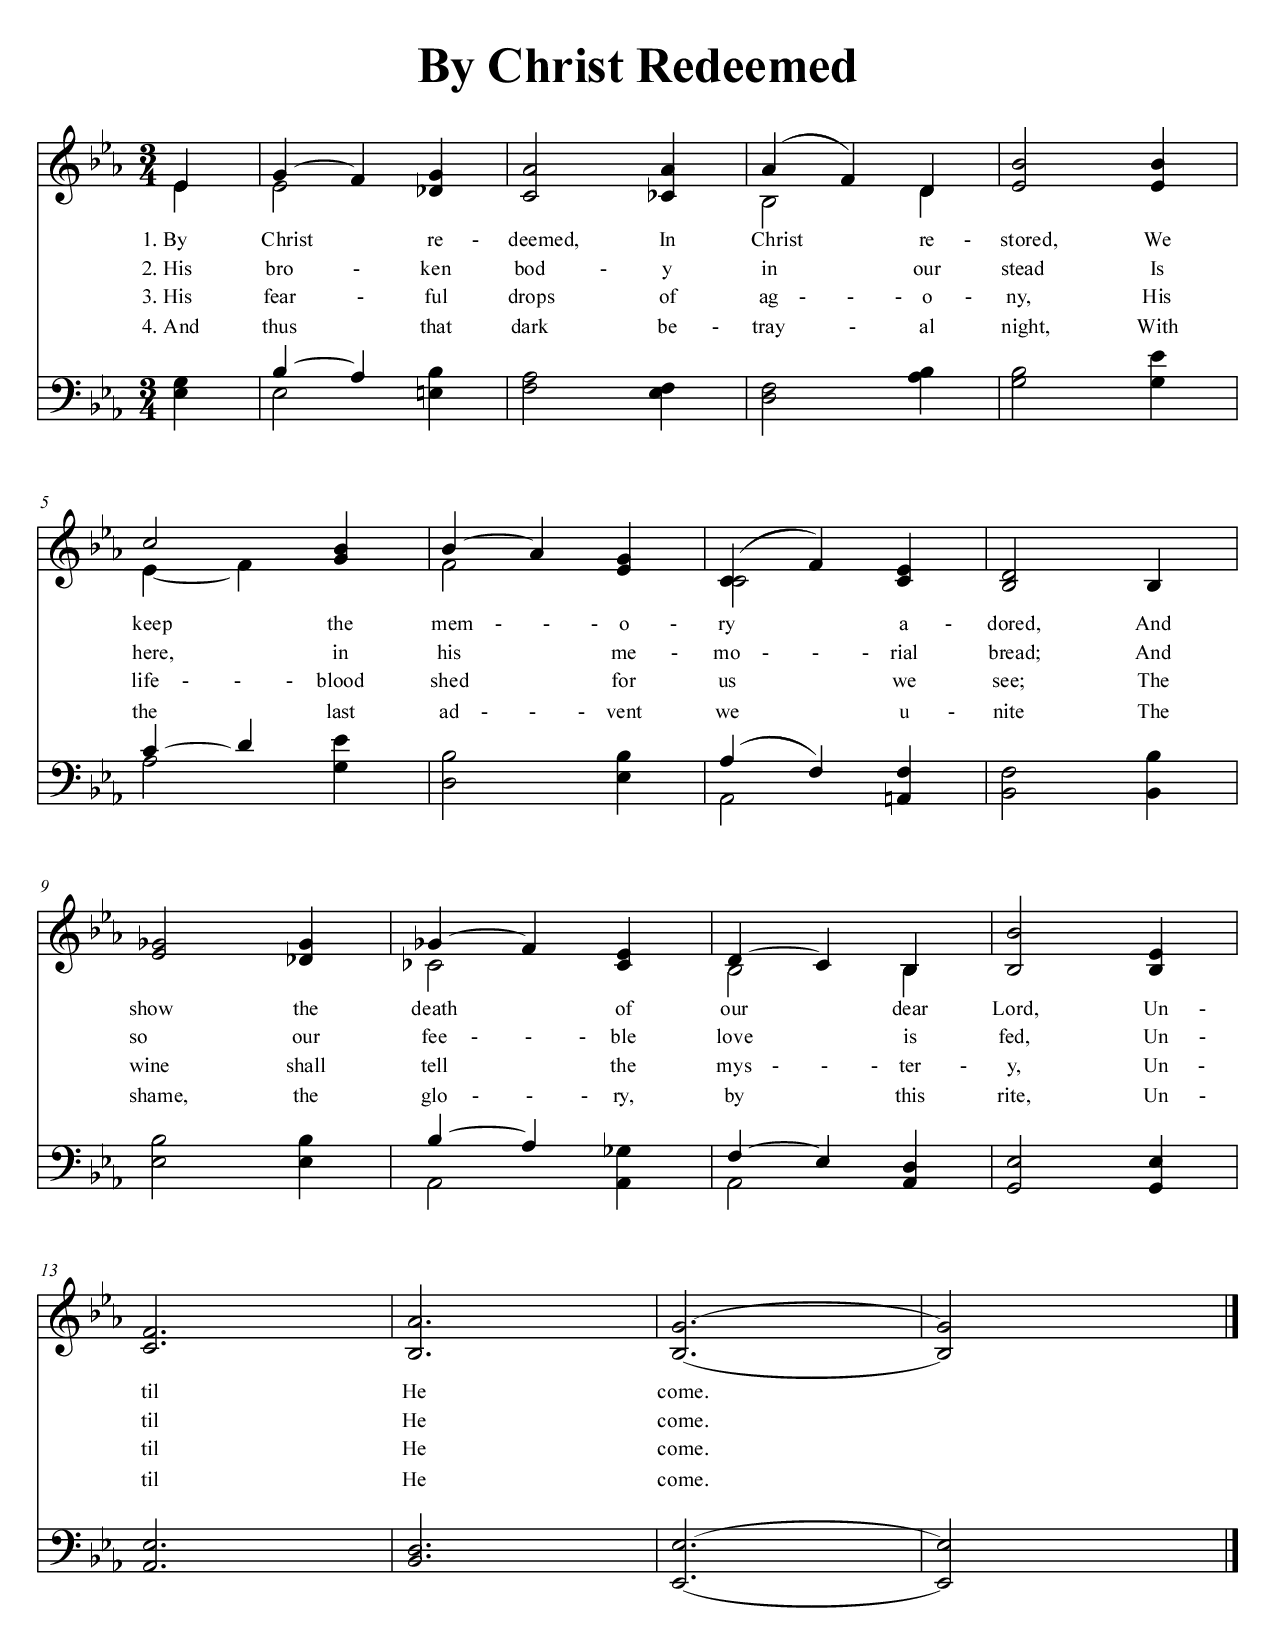 By Christ Redeemed
3
4
1. By Christ re - deemed, In Christ re - stored, We
2. His bro - ken bod - y in our stead Is
3. His fear - ful drops of ag - - o - ny, His
4. And thus that dark be - tray - al night, With
3
4
5
keep the mem - - o - ry a - dored, And
here, in his me - mo - - rial bread; And
life - - blood shed for us we see; The
the last ad - - vent we u - nite The
9
show the death of our dear Lord, Un -
so our fee - - ble love is fed, Un -
wine shall tell the mys - - ter - y, Un -
shame, the glo - - ry, by this rite, Un -
13
til He come.
til He come.
til He come.
til He come.